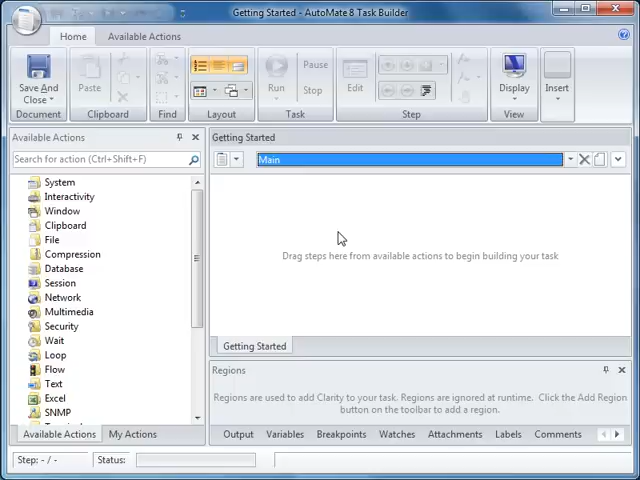 Getting Started - AutoMate 8 Task Builder
Home
Available Actions
Save And
Close
Paste
Run
Pause
Stop
Edit
Display
Insert
Document
Clipboard
Find
Layout
Task
Step
View
Available Actions
Search for action (Ctrl+Shift+F)
System
Interactivity
Window
Clipboard
File
Compression
Database
Session
Network
Multimedia
Security
Wait
Loop
Flow
Text
Excel
SNMP
Available Actions
My Actions
Getting Started
Main
Drag steps here from available actions to begin building your task
Getting Started
Regions
Regions are used to add Clarity to your task. Regions are ignored at runtime. Click the Add Region
button on the toolbar to add a region.
Output
Variables
Breakpoints
Watches
Attachments
Labels
Comments
Step: - / -
Status: